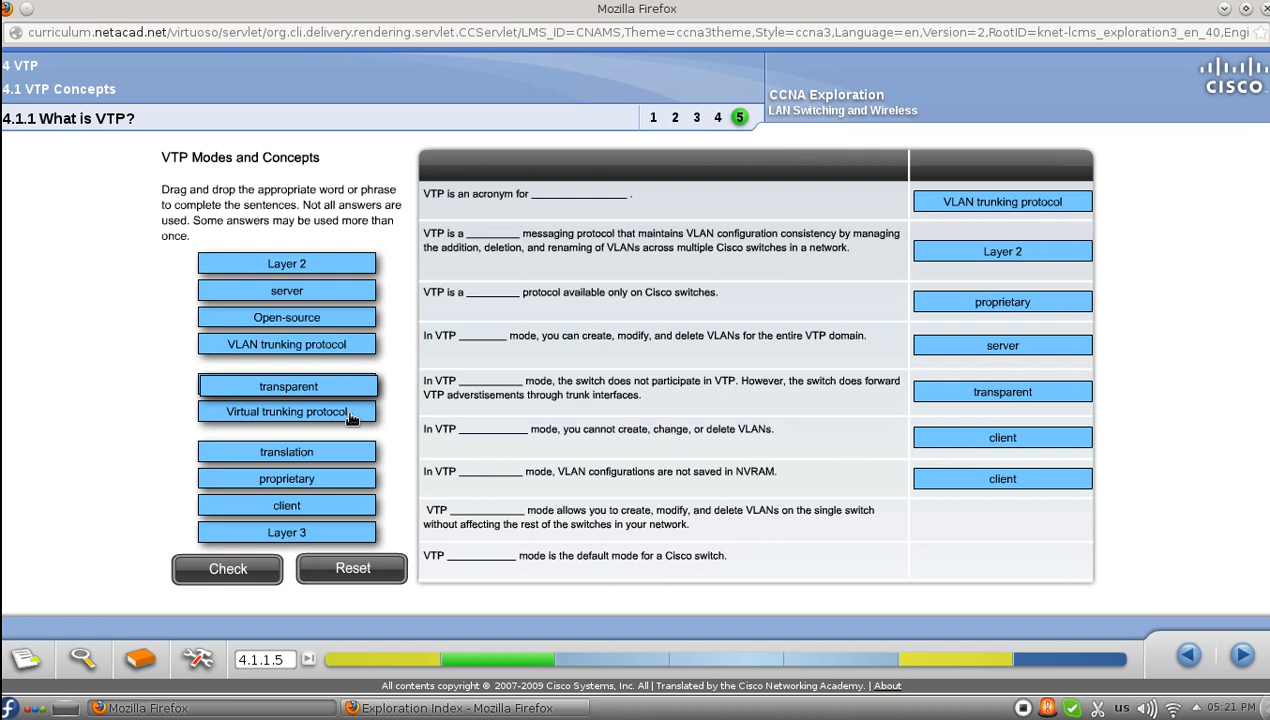 Mozilla Firefox
curriculum.netacad.net/virtuoso/servlet/org.cli.delivery.rendering.servlet.CCServlet/LMS_ID=CNAMS,Theme=ccna3theme,Style=ccna3,Language=en,Version=2,RootID=knet-lcms_exploration3_en_40,Engi
4 VTP
4.1 VTP Concepts
CCNA Exploration
LAN Switching and Wireless
CISCO
4.1.1 What is VTP?
1 2 3 4 5
VTP Modes and Concepts
Drag and drop the appropriate word or phrase
to complete the sentences. Not all answers are
used. Some answers may be used more than
once.
Layer 2
server
Open-source
VLAN trunking protocol
transparent
Virtual trunking protocol
translation
proprietary
client
Layer 3
Check
Reset
VTP is an acronym for ________________ .
VLAN trunking protocol
VTP is a _________ messaging protocol that maintains VLAN configuration consistency by managing
the addition, deletion, and renaming of VLANs across multiple Cisco switches in a network.
Layer 2
VTP is a _________ protocol available only on Cisco switches.
proprietary
In VTP ________ mode, you can create, modify, and delete VLANs for the entire VTP domain.
server
In VTP ___________ mode, the switch does not participate in VTP. However, the switch does forward
VTP adverstisements through trunk interfaces.
transparent
In VTP ____________ mode, you cannot create, change, or delete VLANs.
client
In VTP ___________ mode, VLAN configurations are not saved in NVRAM.
client
VTP _____________ mode allows you to create, modify, and delete VLANs on the single switch
without affecting the rest of the switches in your network.
VTP ____________ mode is the default mode for a Cisco switch.
4.1.1.5
All contents copyright © 2007-2009 Cisco Systems, Inc. All | Translated by the Cisco Networking Academy. | About
Mozilla Firefox
Exploration Index - Mozilla Firefox
us
05:21 PM